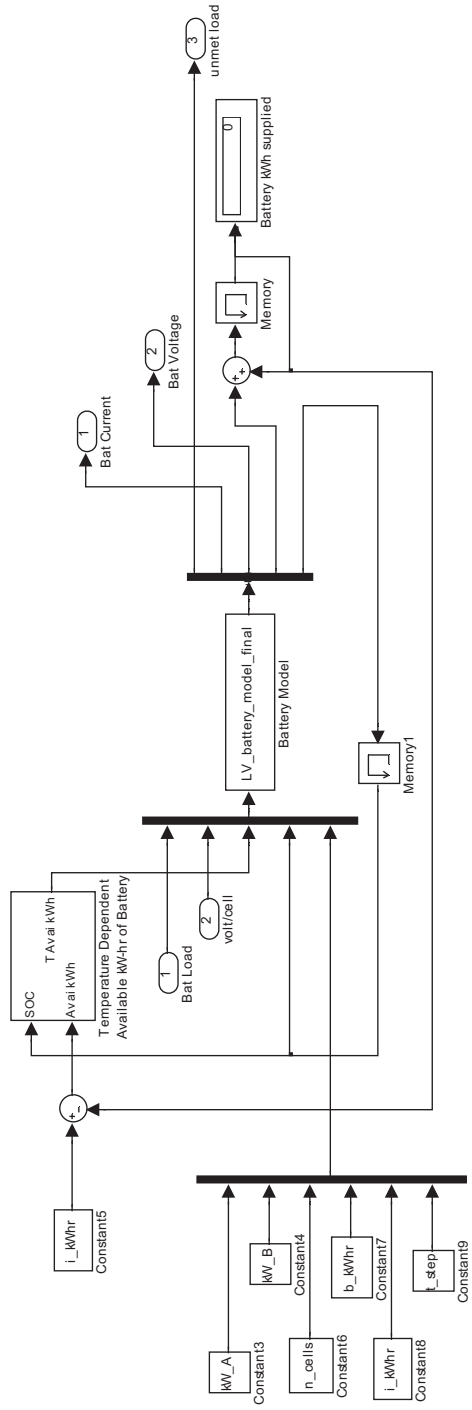 i_kWhr
Constant5
+
-
SOC
Avai kWh
T Avai kWh
Temperature Dependent
Available kW-hr of Battery
1
Bat Load
2
volt/cell
kW_A
Constant3
kW_B
Constant4
n_cells
Constant6
b_kWhr
Constant7
i_kWhr
Constant8
t_step
Constant9
LV_battery_model_final
Battery Model
Memory1
1
Bat Current
2
Bat Voltage
3
unmet load
+
+
Memory
0
Battery kWh supplied